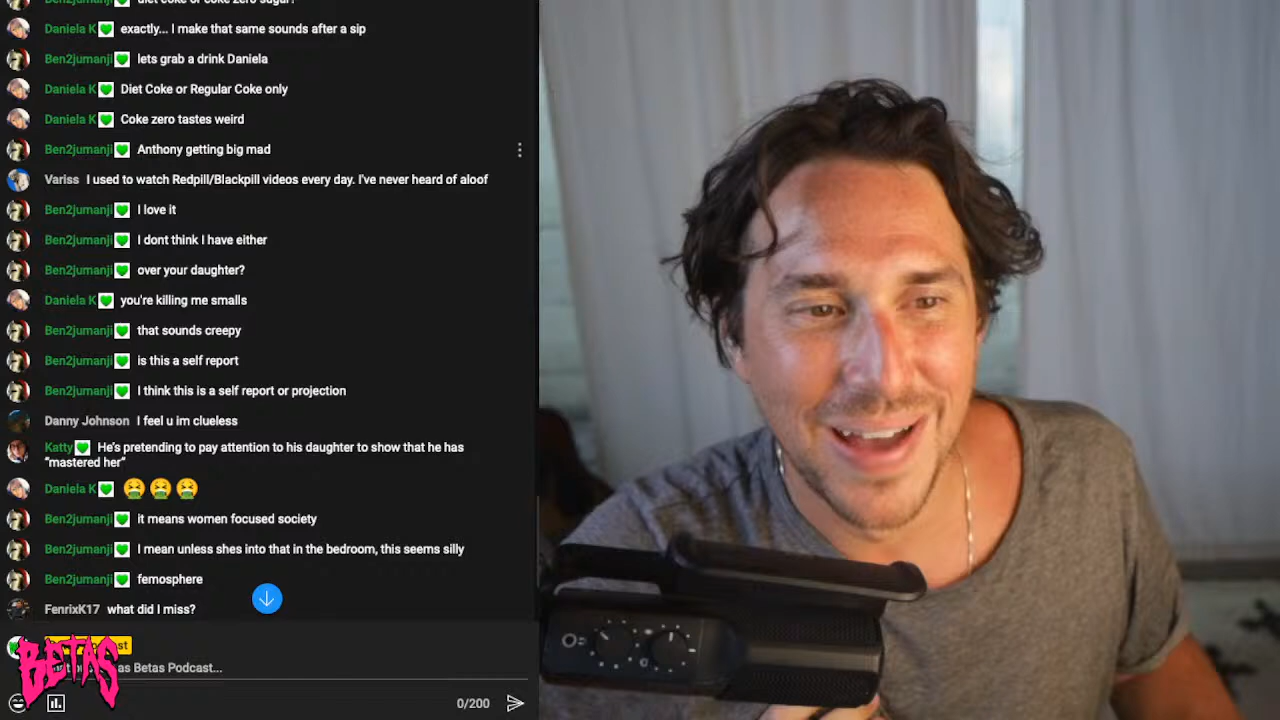 diet coke or coke zero sugar?
Daniela K exactly... I make that same sounds after a sip
Ben2jumanji lets grab a drink Daniela
Daniela K Diet Coke or Regular Coke only
Daniela K Coke zero tastes weird
Ben2jumanji Anthony getting big mad
Variss I used to watch Redpill/Blackpill videos every day. I've never heard of aloof
Ben2jumanji I love it
Ben2jumanji I dont think I have either
Ben2jumanji over your daughter?
Daniela K you're killing me smalls
Ben2jumanji that sounds creepy
Ben2jumanji is this a self report
Ben2jumanji I think this is a self report or projection
Danny Johnson I feel u im clueless
Katty He's pretending to pay attention to his daughter to show that he has
“mastered her”
Daniela K
Ben2jumanji it means women focused society
Ben2jumanji I mean unless shes into that in the bedroom, this seems silly
Ben2jumanji femosphere
FenrixK17 what did I miss?
BETAS
as Betas Podcast...
0/200